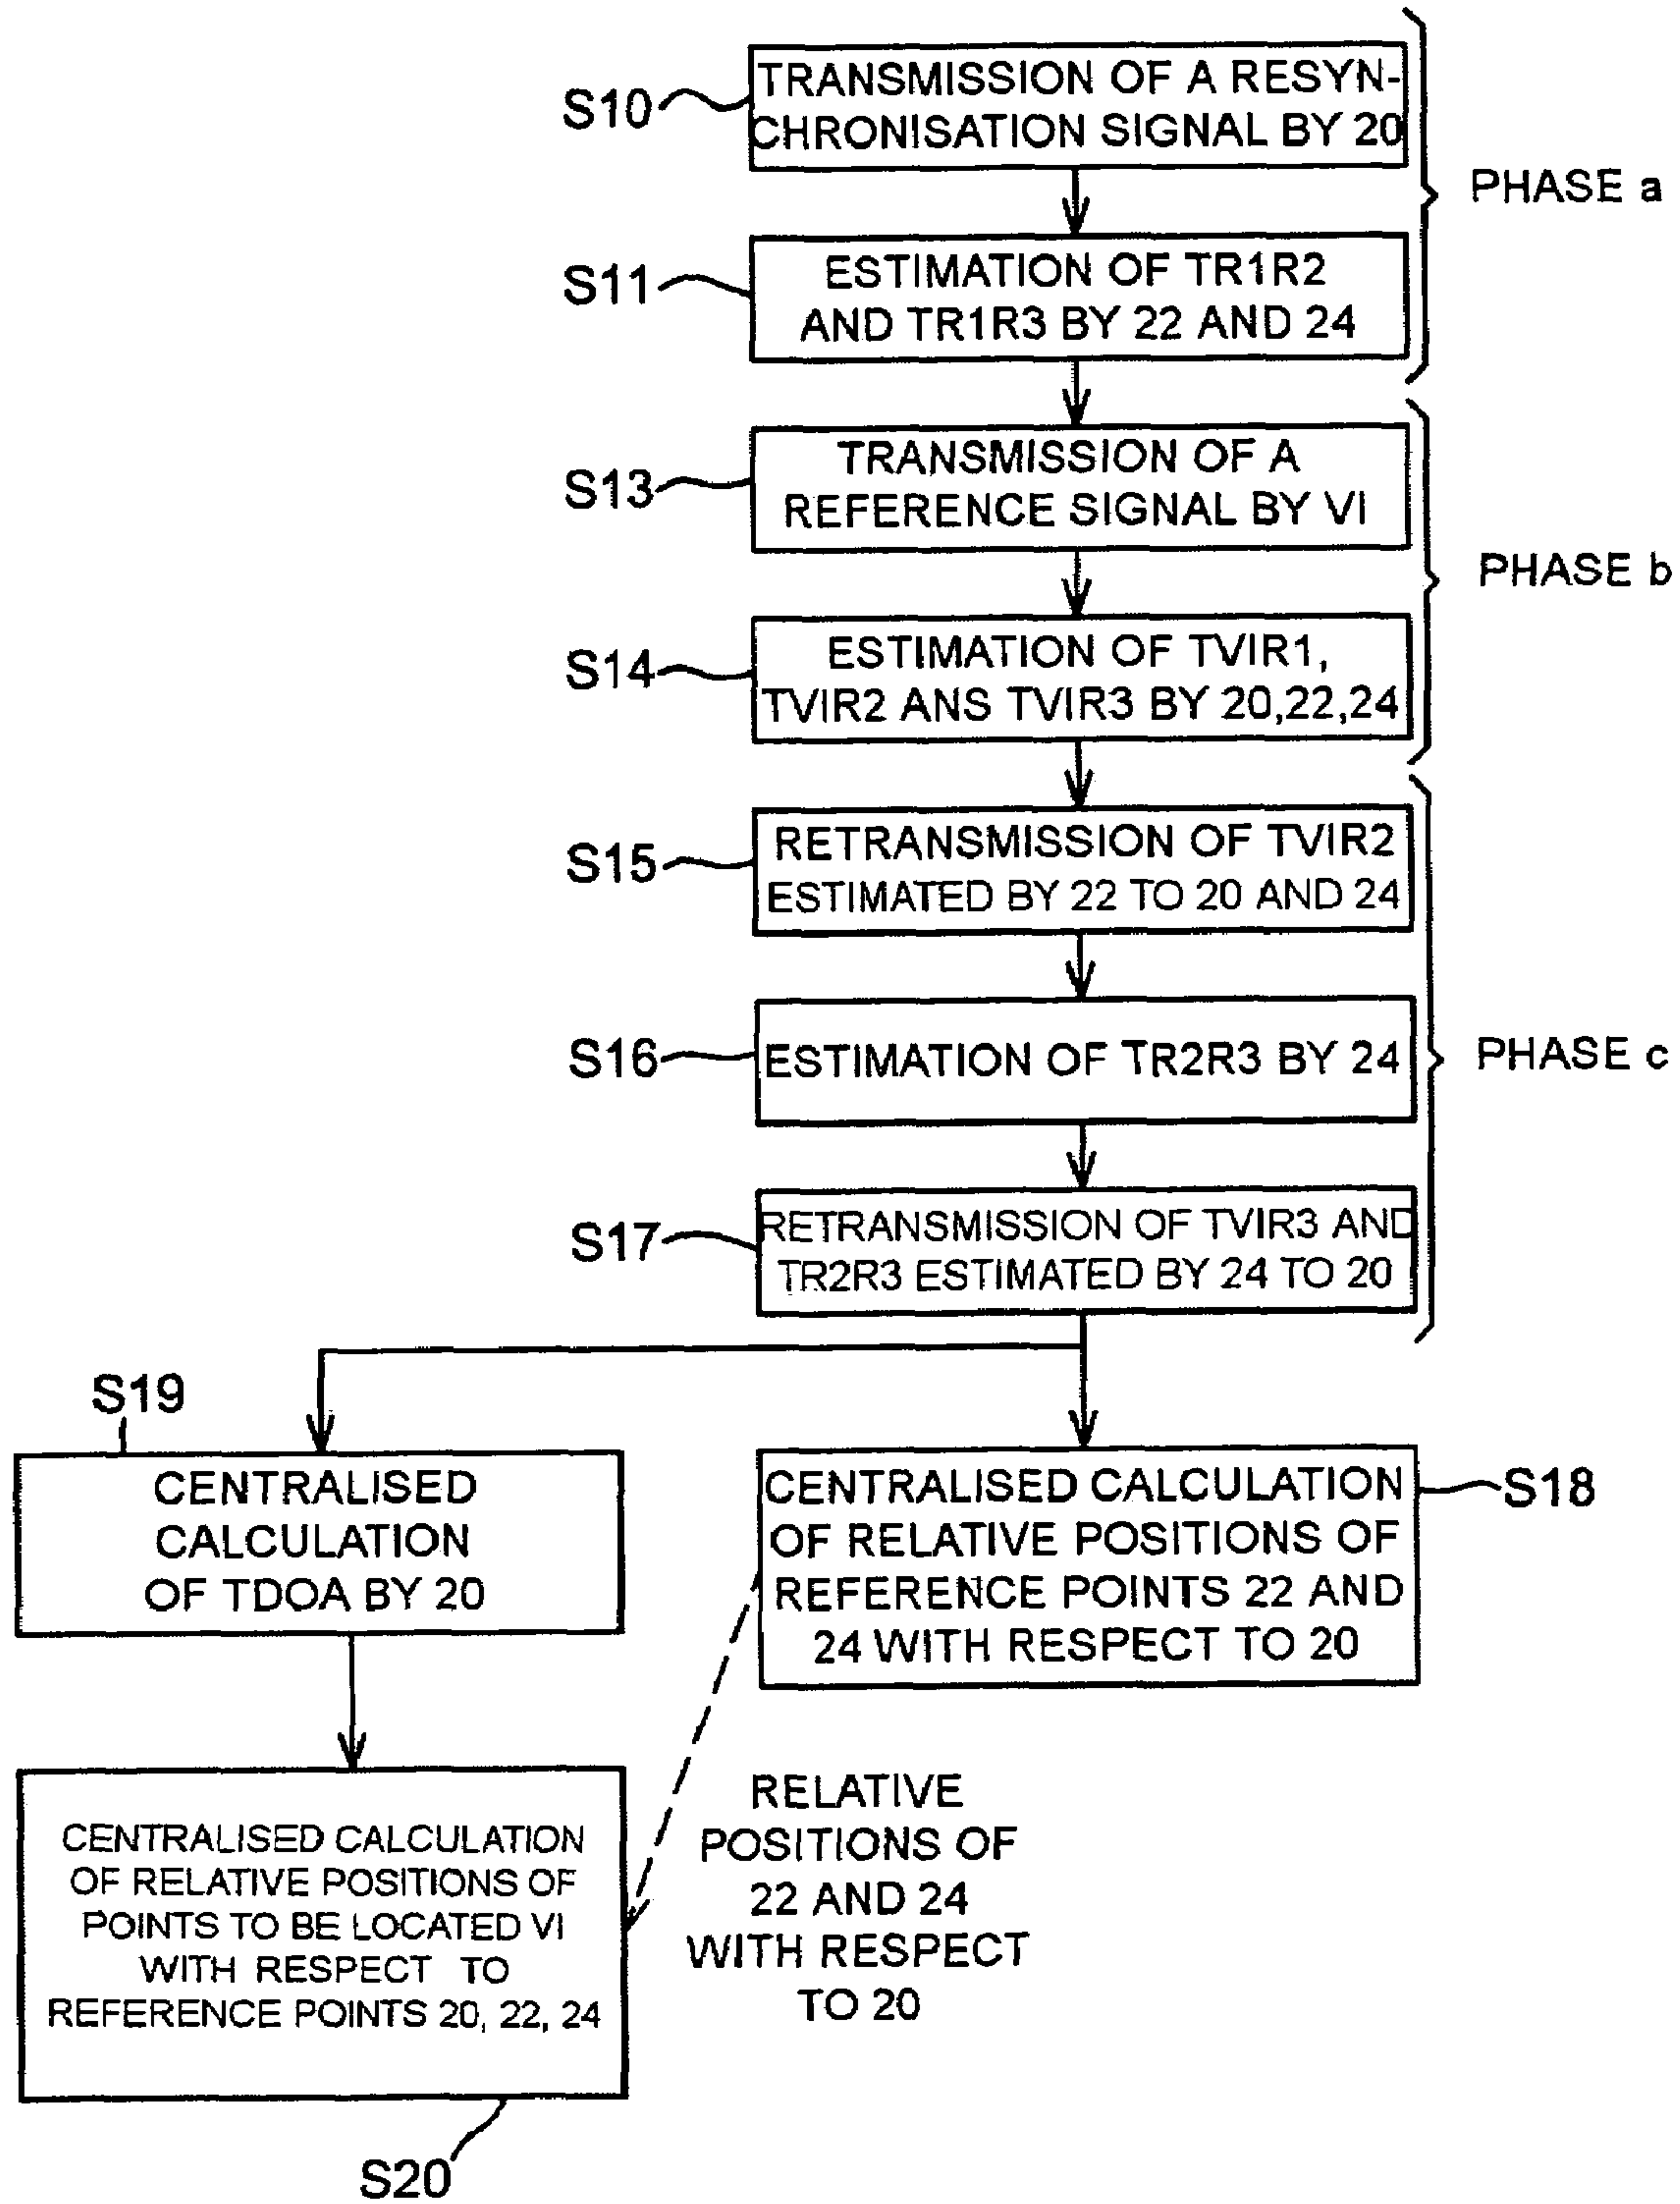 S10
TRANSMISSION OF A RESYN-
CHRONISATION SIGNAL BY 20
PHASE a
S11
ESTIMATION OF TR1R2
AND TR1R3 BY 22 AND 24
S13
TRANSMISSION OF A
REFERENCE SIGNAL BY VI
PHASE b
S14
ESTIMATION OF TVIR1,
TVIR2 ANS TVIR3 BY 20,22,24
S15
RETRANSMISSION OF TVIR2
ESTIMATED BY 22 TO 20 AND 24
S16
ESTIMATION OF TR2R3 BY 24
PHASE c
S17
RETRANSMISSION OF TVIR3 AND
TR2R3 ESTIMATED BY 24 TO 20
S19
CENTRALISED
CALCULATION
OF TDOA BY 20
S18
CENTRALISED CALCULATION
OF RELATIVE POSITIONS OF
REFERENCE POINTS 22 AND
24 WITH RESPECT TO 20
RELATIVE
POSITIONS OF
22 AND 24
WITH RESPECT
TO 20
CENTRALISED CALCULATION
OF RELATIVE POSITIONS OF
POINTS TO BE LOCATED VI
WITH RESPECT TO
REFERENCE POINTS 20, 22, 24
S20